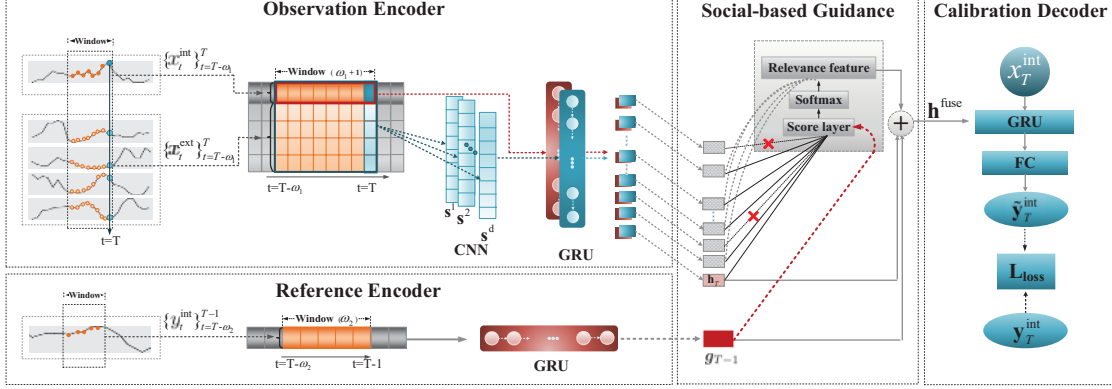 Observation Encoder
Window
{x_t^int}_{t=T-ω₁}^T
{x_t^ext}_{t=T-ω₁}^T
t=T
Window (ω₁+1)
t=T-ω₁ t=T
s¹ s² s^d
CNN
GRU
Reference Encoder
Window
{y_t^int}_{t=T-ω₂}^{T-1}
Window (ω₂)
t=T-ω₂ t=T-1
GRU
Social-based Guidance
Relevance feature
Softmax
Score layer
h_T
g_{T-1}
+
h^fuse
Calibration Decoder
x_T^int
GRU
FC
ỹ_T^int
L_loss
y_T^int